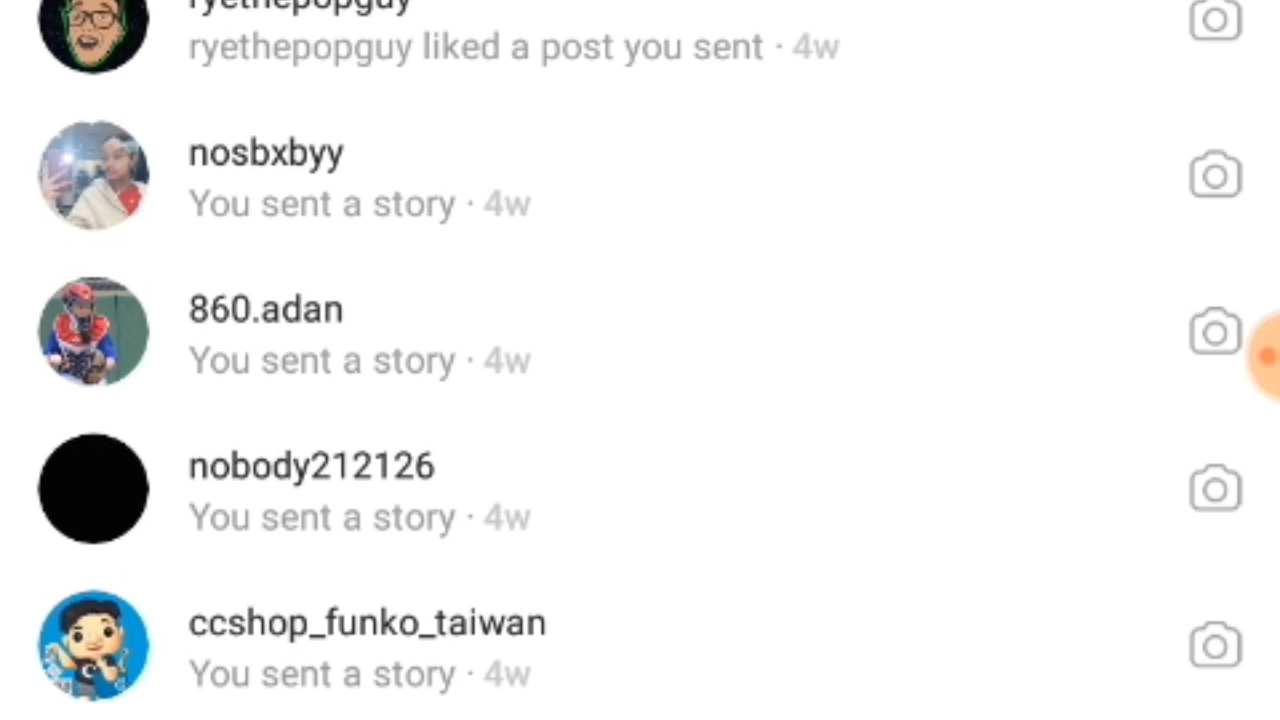 ryethepopguy
ryethepopguy liked a post you sent · 4w
nosbxbyy
You sent a story · 4w
860.adan
You sent a story · 4w
nobody212126
You sent a story · 4w
ccshop_funko_taiwan
You sent a story · 4w